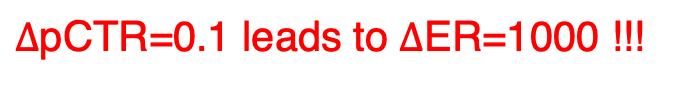 ΔpCTR=0.1 leads to ΔER=1000 !!!